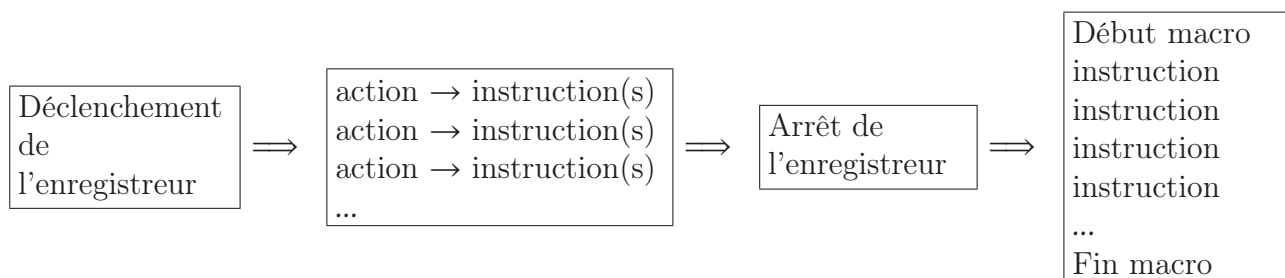 Déclenchement
de
l'enregistreur
⟹
action → instruction(s)
action → instruction(s)
action → instruction(s)
...
⟹
Arrêt de
l'enregistreur
⟹
Début macro
instruction
instruction
instruction
instruction
...
Fin macro